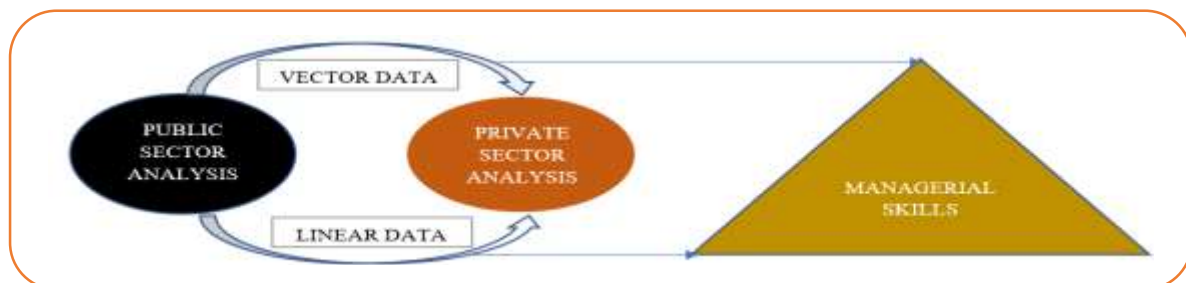 VECTOR DATA
PUBLIC
SECTOR
ANALYSIS
PRIVATE
SECTOR
ANALYSIS
MANAGERIAL
SKILLS
LINEAR DATA